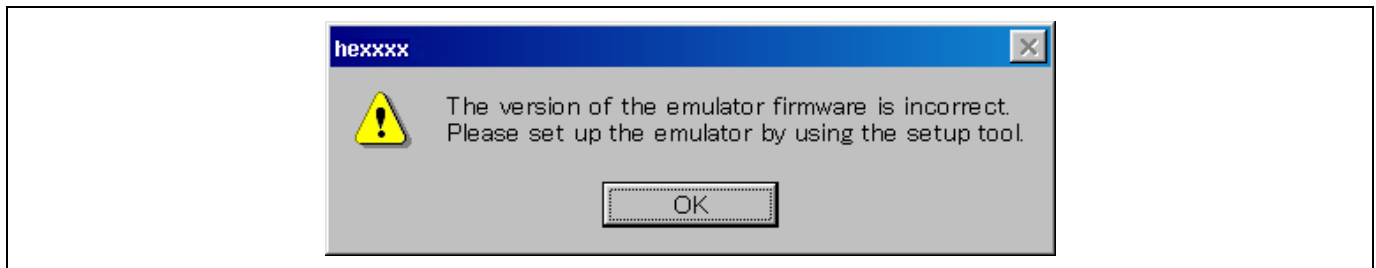 hexxxx
The version of the emulator firmware is incorrect.
Please set up the emulator by using the setup tool.
OK